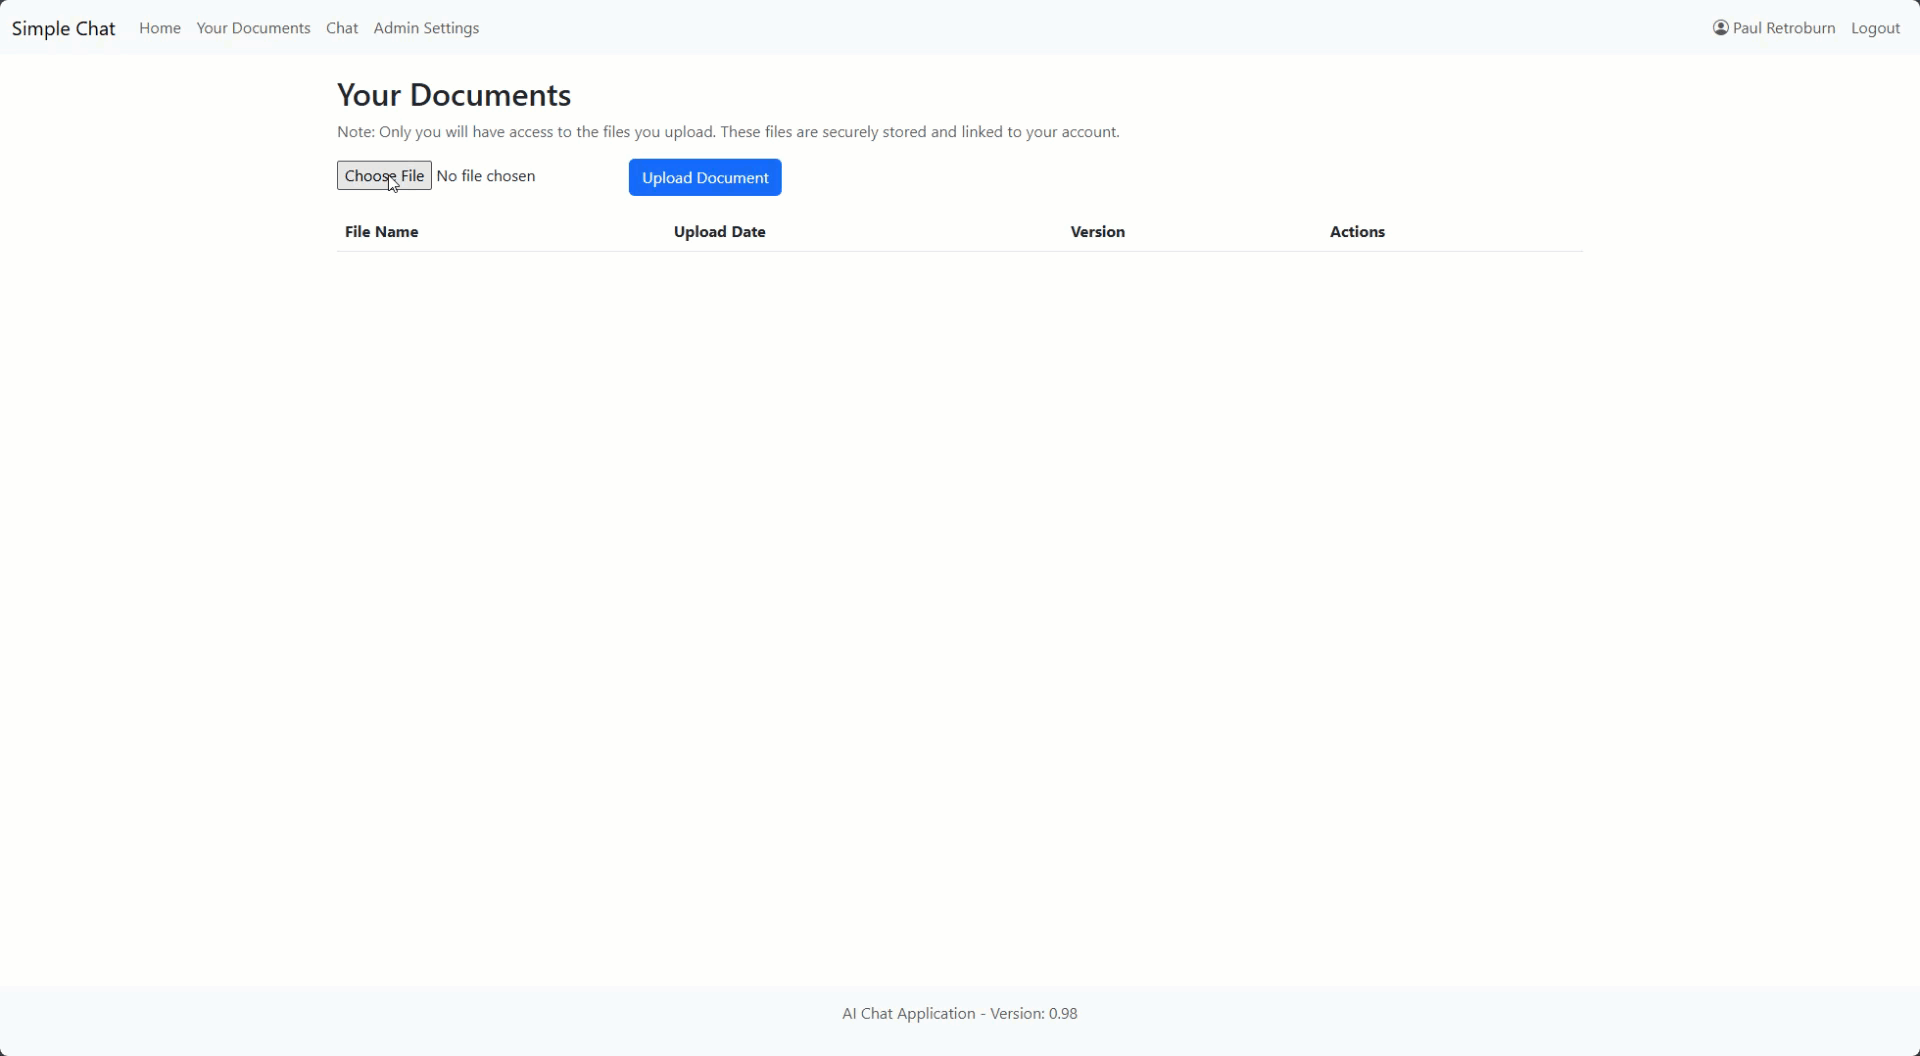 Simple Chat Home Your Documents Chat Admin Settings Paul Retroburn Logout
Your Documents
Note: Only you will have access to the files you upload. These files are securely stored and linked to your account.
Choose File No file chosen Upload Document
File Name Upload Date Version Actions
AI Chat Application - Version: 0.98